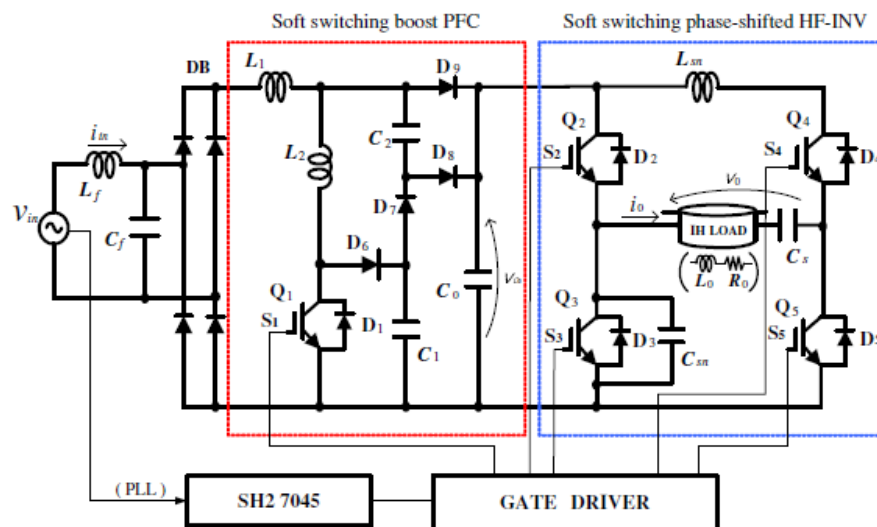 Soft switching boost PFC
Soft switching phase-shifted HF-INV
DB
L1
D9
Lsn
iin
Lf
Cf
vin
L2
C2
D8
D7
D6
Q1
S1
D1
C1
C0
Q2
S2
D2
Q4
S4
v0
i0
IH LOAD
Cs
L0
R0
Q3
S3
D3
Csn
Q5
S5
(PLL)
SH2 7045
GATE DRIVER